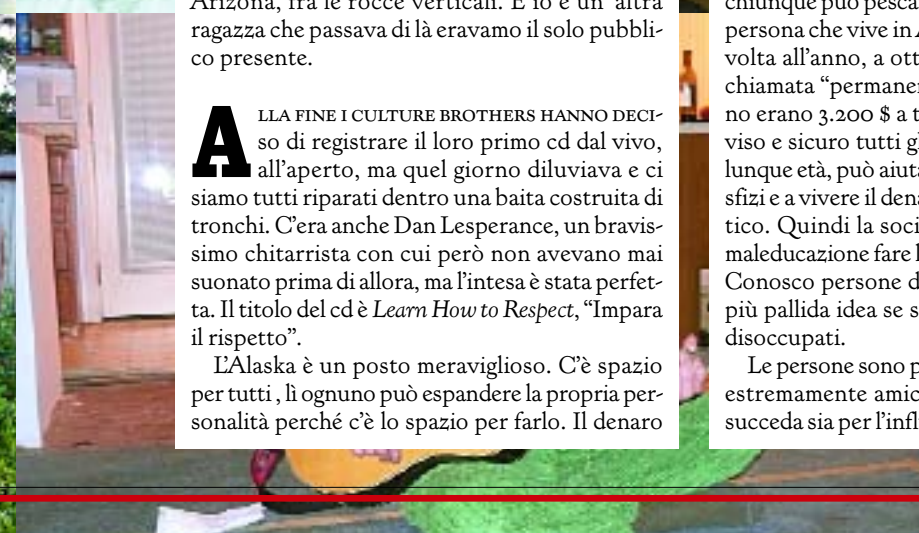 Arizona, fra le rocce verticali. E io e un'altra
ragazza che passava di là eravamo il solo pubbli-
co presente.
ALLA FINE I CULTURE BROTHERS HANNO DECI-
so di registrare il loro primo cd dal vivo,
all'aperto, ma quel giorno diluviava e ci
siamo tutti riparati dentro una baita costruita di
tronchi. C'era anche Dan Lesperance, un bravis-
simo chitarrista con cui però non avevano mai
suonato prima di allora, ma l'intesa è stata perfet-
ta. Il titolo del cd è Learn How to Respect, “Impara
il rispetto”.
L'Alaska è un posto meraviglioso. C'è spazio
per tutti , lì ognuno può espandere la propria per-
sonalità perché c'è lo spazio per farlo. Il denaro
chiunque può pesca
persona che vive in A
volta all'anno, a ott
chiamata “permaner
no erano 3.200 $ a t
viso e sicuro tutti gi
lunque età, può aiuta
sfizi e a vivere il dena
tico. Quindi la soci
maleducazione fare l
Conosco persone d
più pallida idea se s
disoccupati.
Le persone sono p
estremamente amic
succeda sia per l'infl